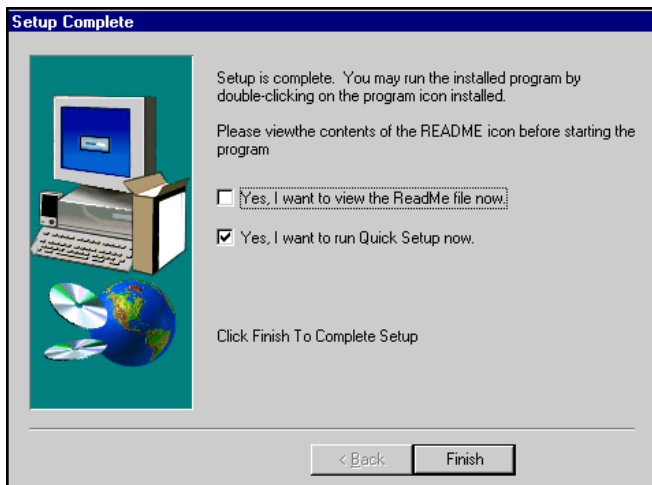 Setup Complete
Setup is complete. You may run the installed program by
double-clicking on the program icon installed.
Please viewthe contents of the README icon before starting the
program
Yes, I want to view the ReadMe file now.
Yes, I want to run Quick Setup now.
Click Finish To Complete Setup
< Back
Finish